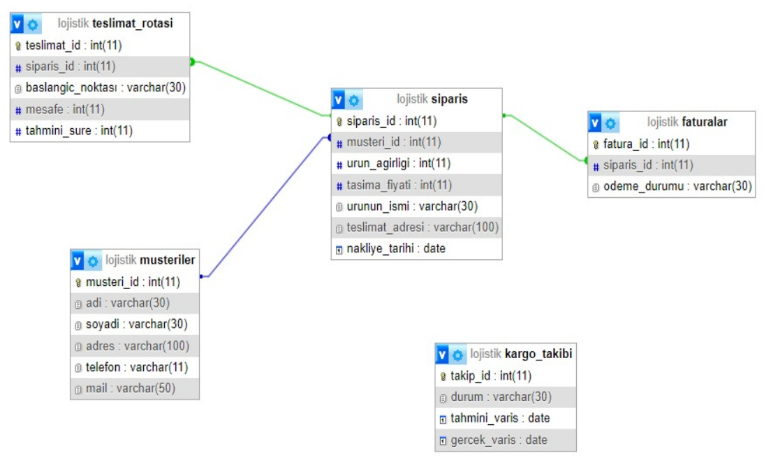 lojistik teslimat_rotasi
teslimat_id : int(11)
siparis_id : int(11)
baslangic_noktası : varchar(30)
mesafe : int(11)
tahmini_sure : int(11)
lojistik siparis
siparis_id : int(11)
musteri_id : int(11)
urun_agirligi : int(11)
tasima_fiyati : int(11)
urunun_ismi : varchar(30)
teslimat_adresi : varchar(100)
nakliye_tarihi : date
lojistik faturalar
fatura_id : int(11)
siparis_id : int(11)
odeme_durumu : varchar(30)
lojistik musteriler
musteri_id : int(11)
adi : varchar(30)
soyadi : varchar(30)
adres : varchar(100)
telefon : varchar(11)
mail : varchar(50)
lojistik kargo_takibi
takip_id : int(11)
durum : varchar(30)
tahmini_varis : date
gercek_varis : date